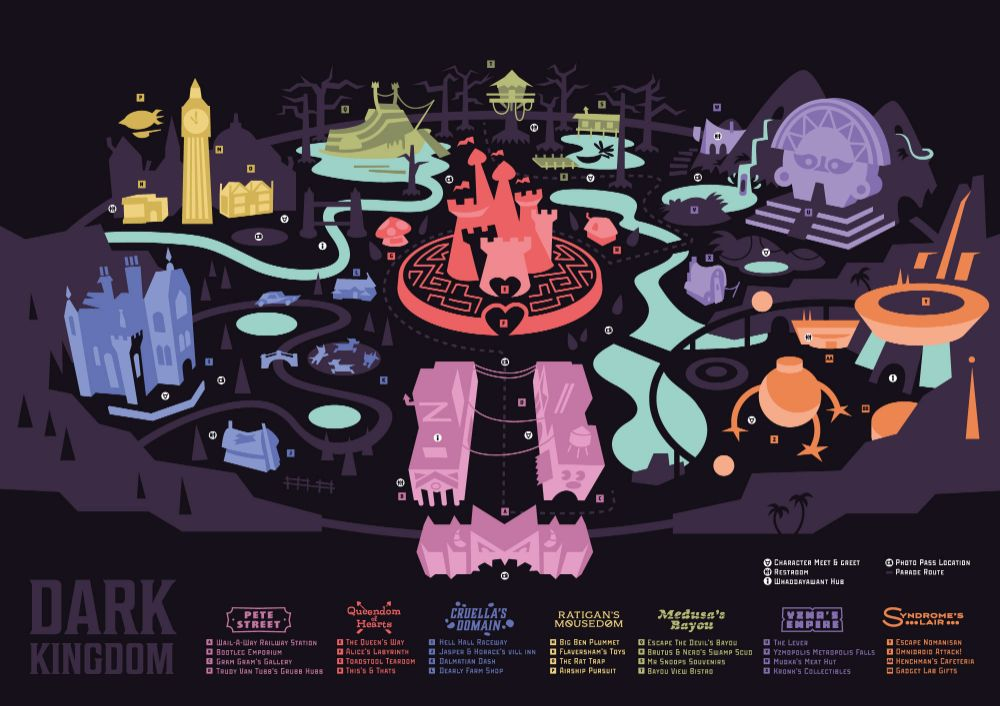 Character Meet & greet
Photo Pass Location
Restroom
Parade Route
Whaddayawant Hub
DARK
KINGDOM
PETE
STREET
Wail-A-Way Railway Station
Bootleg Emporium
Gram Gram's Gallery
Trudy Van Tubb's Grubb Hubb
Queendom
of
Hearts
The Queen's Way
Alice's Labyrinth
Toadstool Teardom
This's & Thats
CRUELLA'S
DOMAIN
Hell Hall Raceway
Jasper & Horace's Vill Inn
Dalmatian Dash
Dearly Farm Shop
RATIGAN'S
MOUSEDOM
Big Ben Plummet
Flaversham's Toys
The Rat Trap
Airship Pursuit
Medusa's
Bayou
Escape The Devil's Bayou
Brutus & Nero's Swamp Scud
Mr Snoops Souvenirs
Bayou View Bistro
YZMA'S
EMPIRE
The Lever
Yzmopolis Metropolis Falls
Mudka's Meat Hut
Kronk's Collectibles
SYNDROME'S
LAIR
Escape Nomanisan
Omnidroid Attack!
Henchman's Cafeteria
Gadget Lab Gifts